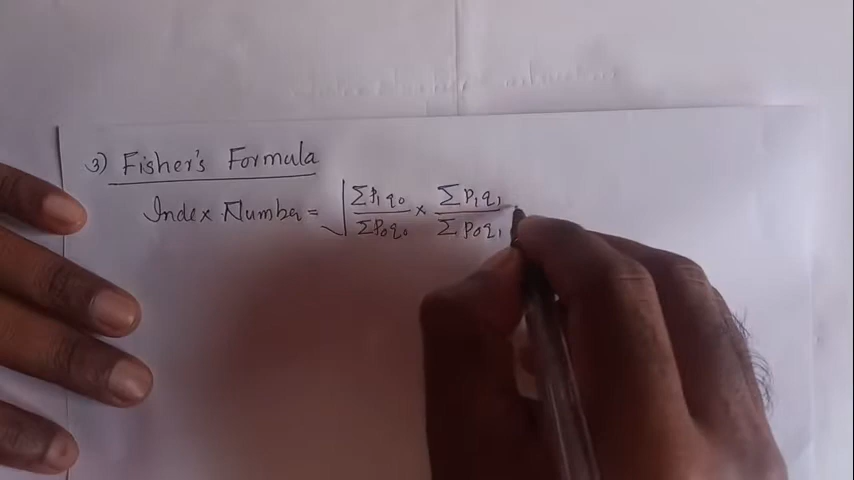 3) Fisher's Formula
Index Number = √ Σp₁q₀ / Σp₀q₀ × Σp₁q₁ / Σp₀q₁